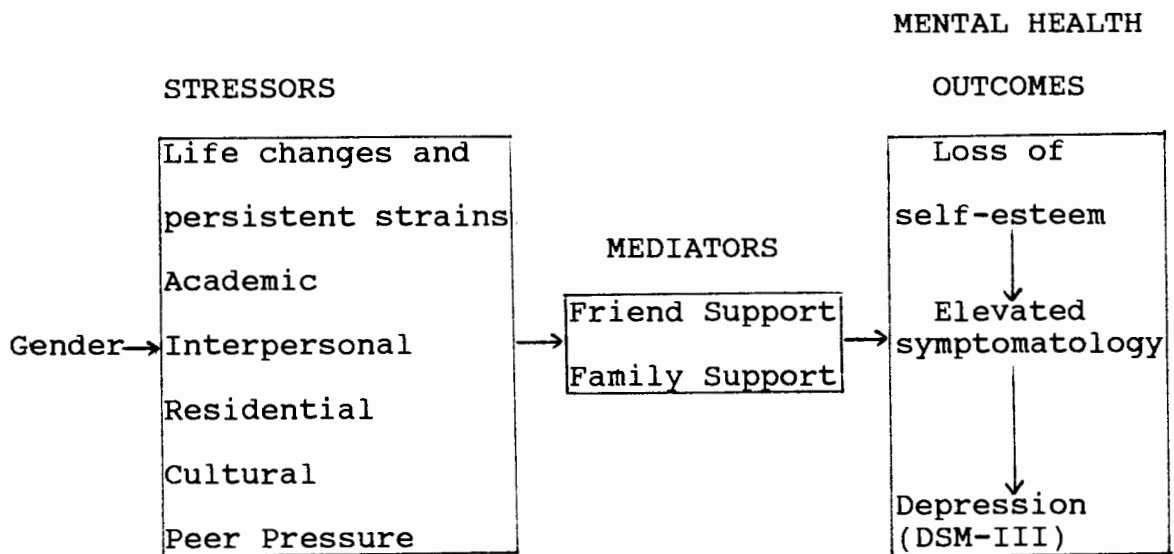 STRESSORS
Life changes and
persistent strains
Academic
Gender
Interpersonal
Residential
Cultural
Peer Pressure
MEDIATORS
Friend Support
Family Support
MENTAL HEALTH
OUTCOMES
Loss of
self-esteem
Elevated
symptomatology
Depression
(DSM-III)